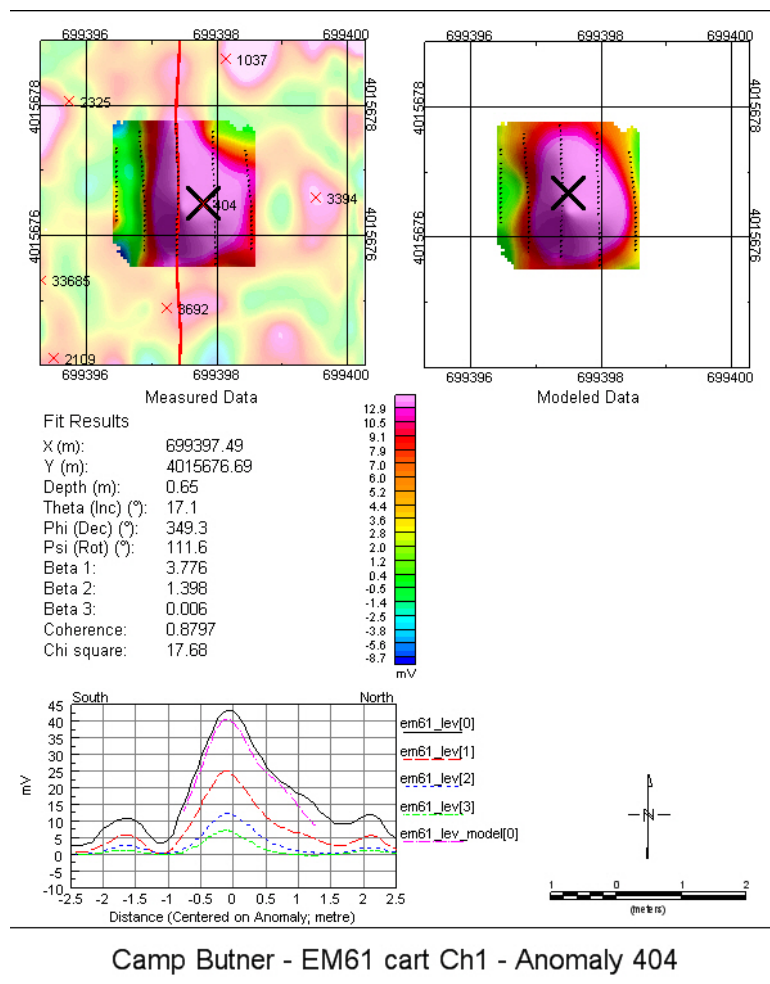 699396 699398 699400
699396 699398 699400
4015678
4015676
4015678
4015676
4015678
4015676
4015678
4015676
1037
2325
404
3394
33685
3692
2109
699396 699398 699400
699396 699398 699400
Measured Data
Modeled Data
Fit Results
X (m): 699397.49
Y (m): 4015676.69
Depth (m): 0.65
Theta (Inc) (°): 17.1
Phi (Dec) (°): 349.3
Psi (Rot) (°): 111.6
Beta 1: 3.776
Beta 2: 1.398
Beta 3: 0.006
Coherence: 0.8797
Chi square: 17.68
12.9
10.5
9.1
7.9
7.0
6.0
5.2
4.4
3.6
2.8
2.0
1.2
0.4
-0.5
-1.4
-2.5
-3.8
-5.6
-8.7
mV
South North
45
40
35
30
25
20
15
10
5
0
-5
-10
mV
-2.5 -2 -1.5 -1 -0.5 0 0.5 1 1.5 2 2.5
Distance (Centered on Anomaly; metre)
em61_lev[0]
em61_lev[1]
em61_lev[2]
em61_lev[3]
em61_lev_model[0]
N
1 0 1 2
(meters)
Camp Butner - EM61 cart Ch1 - Anomaly 404